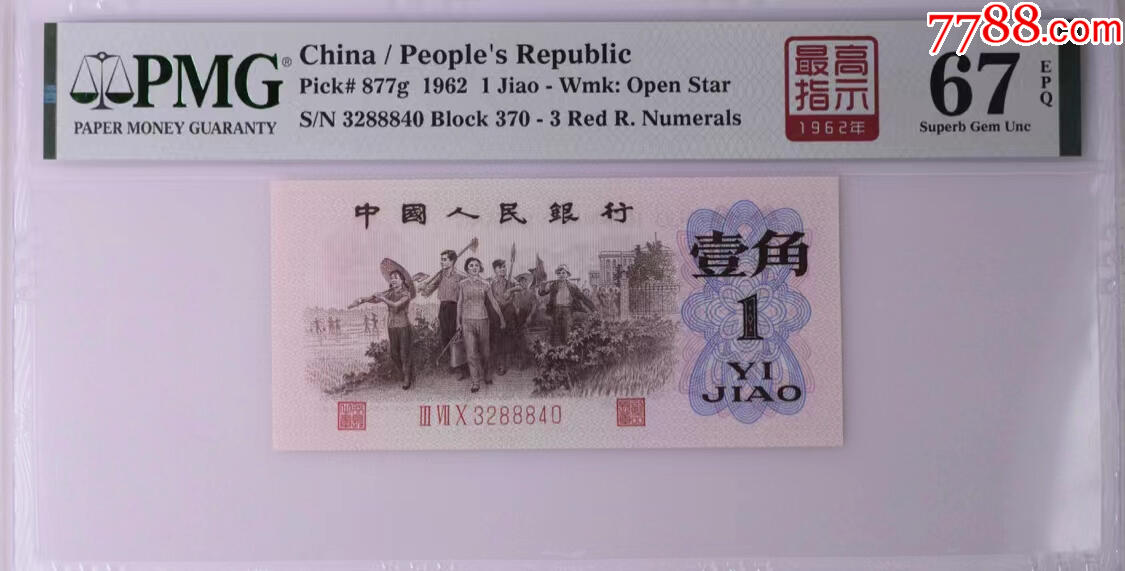 7788.com
PMG®
PAPER MONEY GUARANTY
China / People's Republic
Pick# 877g 1962 1 Jiao - Wmk: Open Star
S/N 3288840 Block 370 - 3 Red R. Numerals
最高
指示
1962年
67
EPQ
Superb Gem Unc
中國人民銀行
壹角
1
YI
JIAO
III VII X 3288840